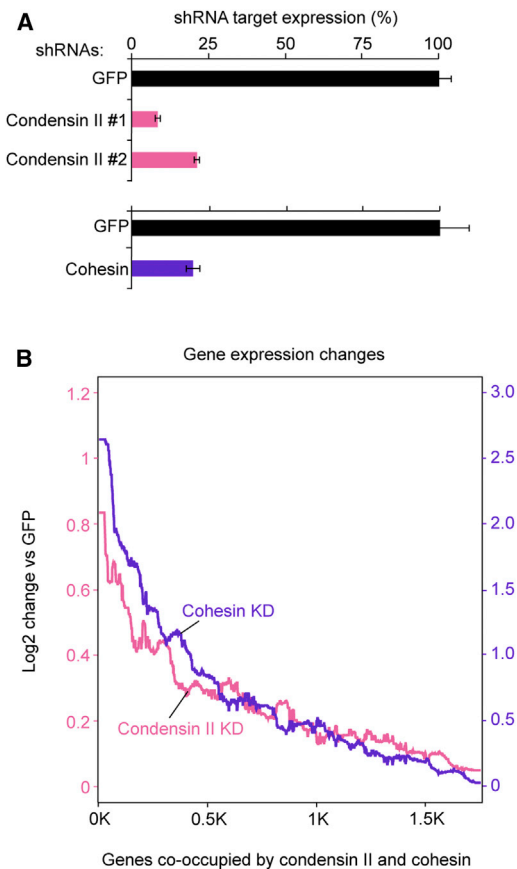 A
shRNA target expression (%)
shRNAs:
0 25 50 75 100
GFP
Condensin II #1
Condensin II #2
GFP
Cohesin
B
Gene expression changes
1.2
1
0.8
0.6
0.4
0.2
0
Log2 change vs GFP
3.0
2.5
2.0
1.5
1.0
0.5
0
Cohesin KD
Condensin II KD
0K 0.5K 1K 1.5K
Genes co-occupied by condensin II and cohesin